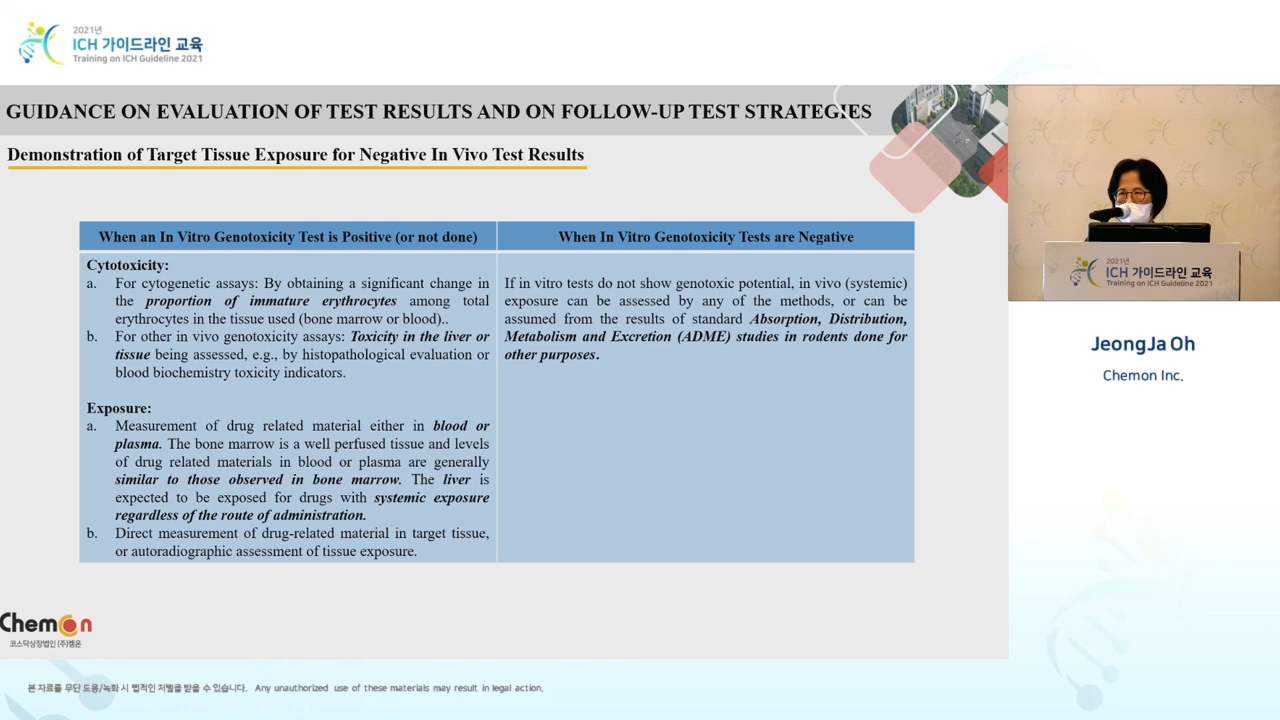 2021년
ICH 가이드라인 교육
Training on ICH Guideline 2021
GUIDANCE ON EVALUATION OF TEST RESULTS AND ON FOLLOW-UP TEST STRATEGIES
Demonstration of Target Tissue Exposure for Negative In Vivo Test Results
When an In Vitro Genotoxicity Test is Positive (or not done)
Cytotoxicity:
a. For cytogenetic assays: By obtaining a significant change in
the proportion of immature erythrocytes among total
erythrocytes in the tissue used (bone marrow or blood)..
b. For other in vivo genotoxicity assays: Toxicity in the liver or
tissue being assessed, e.g., by histopathological evaluation or
blood biochemistry toxicity indicators.
Exposure:
a. Measurement of drug related material either in blood or
plasma. The bone marrow is a well perfused tissue and levels
of drug related materials in blood or plasma are generally
similar to those observed in bone marrow. The liver is
expected to be exposed for drugs with systemic exposure
regardless of the route of administration.
b. Direct measurement of drug-related material in target tissue,
or autoradiographic assessment of tissue exposure.
When In Vitro Genotoxicity Tests are Negative
If in vitro tests do not show genotoxic potential, in vivo (systemic)
exposure can be assessed by any of the methods, or can be
assumed from the results of standard Absorption, Distribution,
Metabolism and Excretion (ADME) studies in rodents done for
other purposes.
2021년
ICH 가이드라인 교육
Training on ICH Guideline 2021
JeongJa Oh
Chemon Inc.
Chemon
코스닥상장법인 (주)켐온
본 자료를 무단 도용/녹화 시 법적인 처벌을 받을 수 있습니다. Any unauthorized use of these materials may result in legal action.